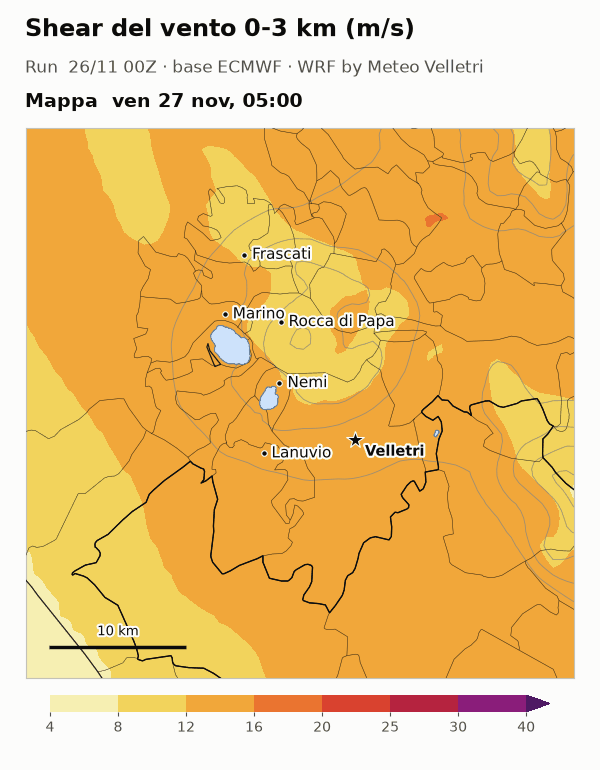 Shear del vento 0-3 km (m/s)
Run  26/11 00Z · base ECMWF · WRF by Meteo Velletri
Mappa  ven 27 nov, 05:00
Frascati
Marino
Rocca di Papa
Nemi
Velletri
Lanuvio
10 km
4 8 12 16 20 25 30 40